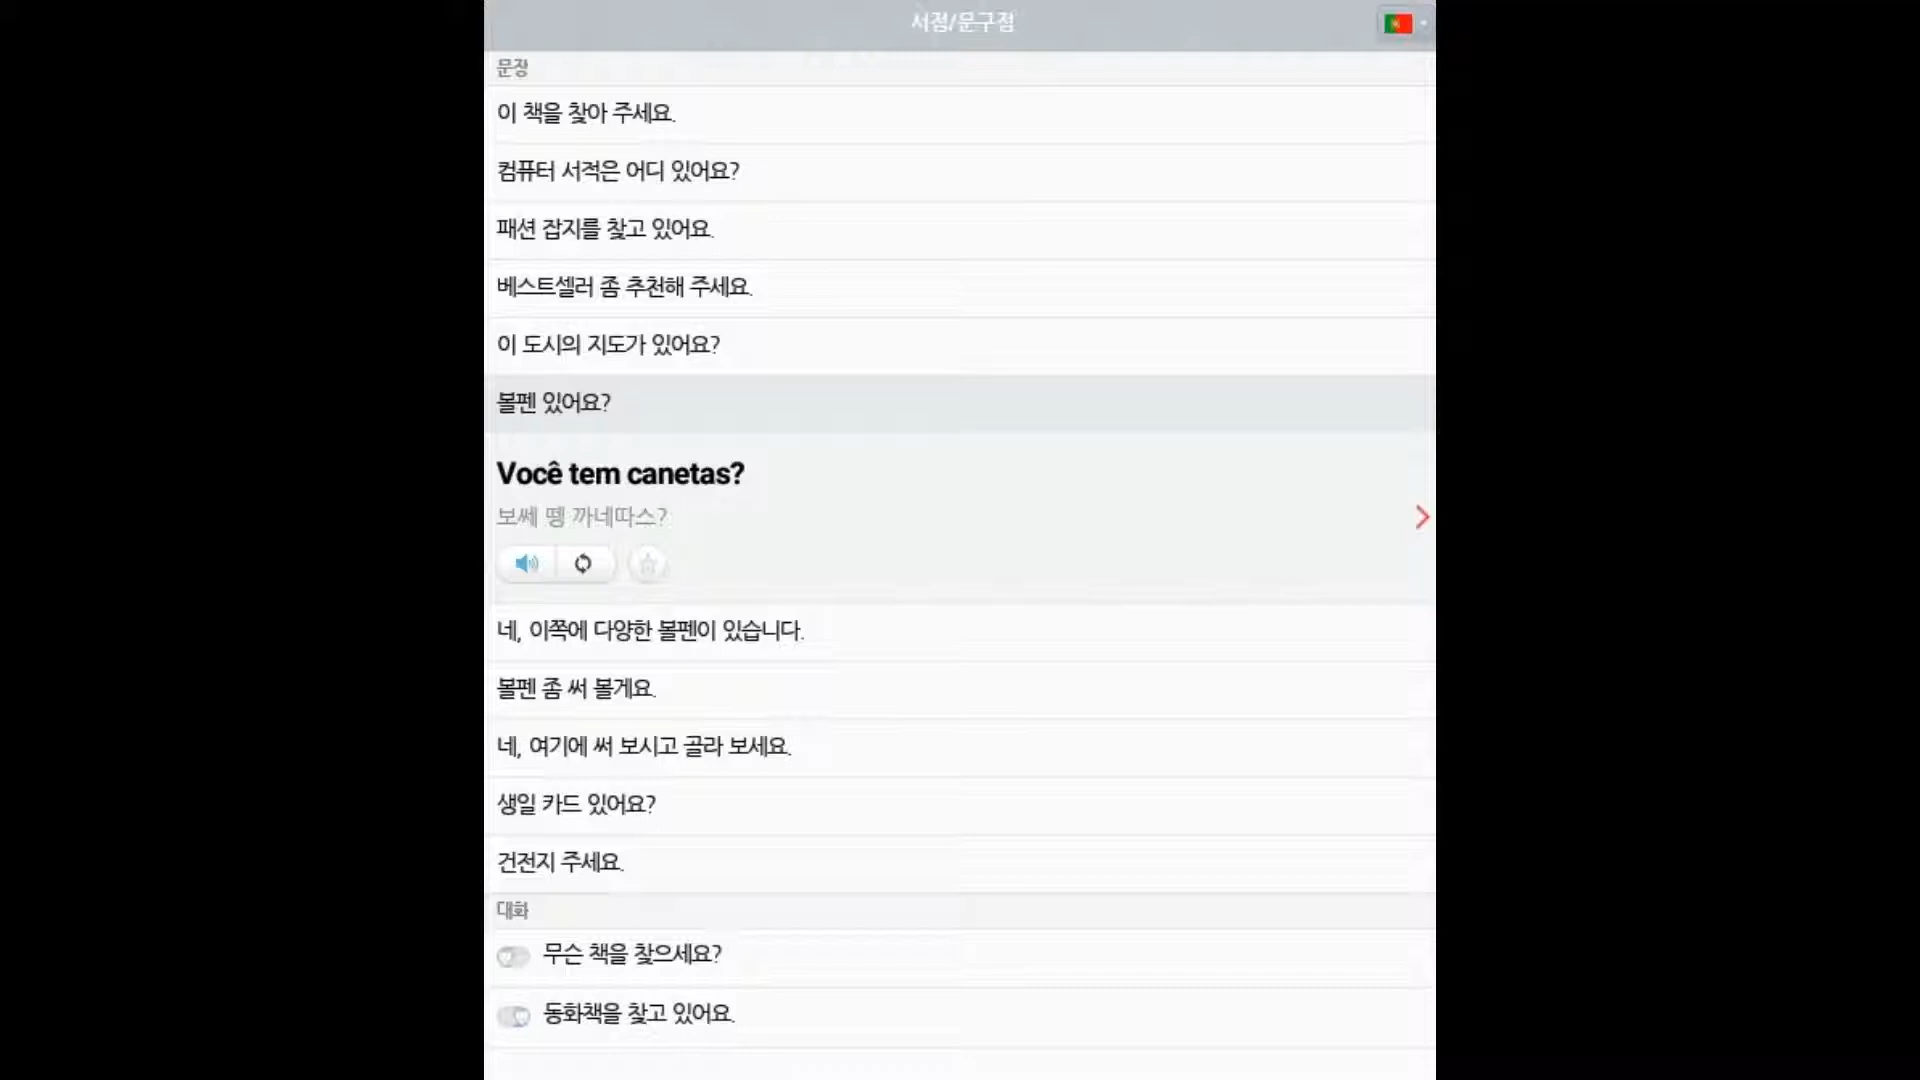 서점/문구점
문장
이 책을 찾아 주세요.
컴퓨터 서적은 어디 있어요?
패션 잡지를 찾고 있어요.
베스트셀러 좀 추천해 주세요.
이 도시의 지도가 있어요?
볼펜 있어요?
Você tem canetas?
보쎄 뗑 까네따스?
네, 이쪽에 다양한 볼펜이 있습니다.
볼펜 좀 써 볼게요.
네, 여기에 써 보시고 골라 보세요.
생일 카드 있어요?
건전지 주세요.
대화
무슨 책을 찾으세요?
동화책을 찾고 있어요.